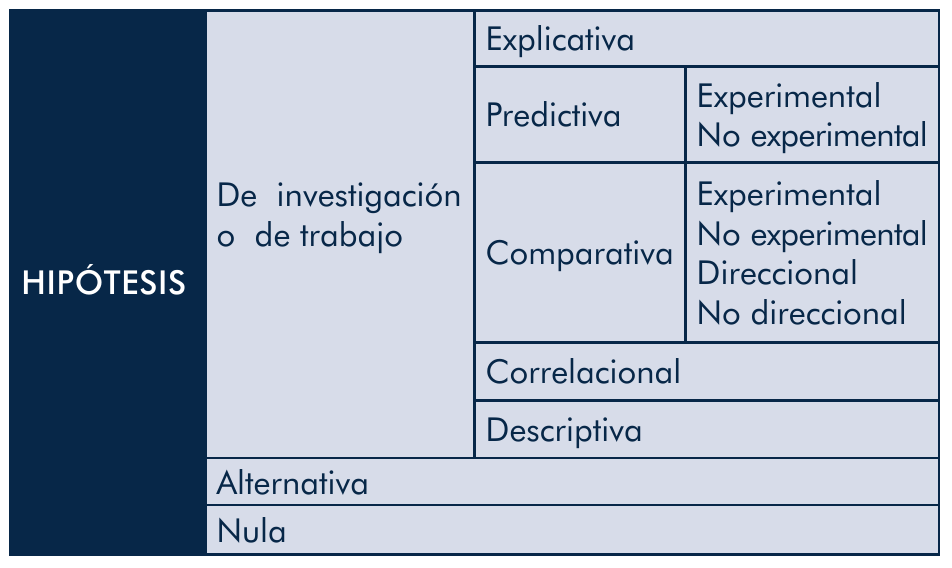 HIPÓTESIS
De investigación
o de trabajo
Explicativa
Predictiva
Experimental
No experimental
Comparativa
Experimental
No experimental
Direccional
No direccional
Correlacional
Descriptiva
Alternativa
Nula